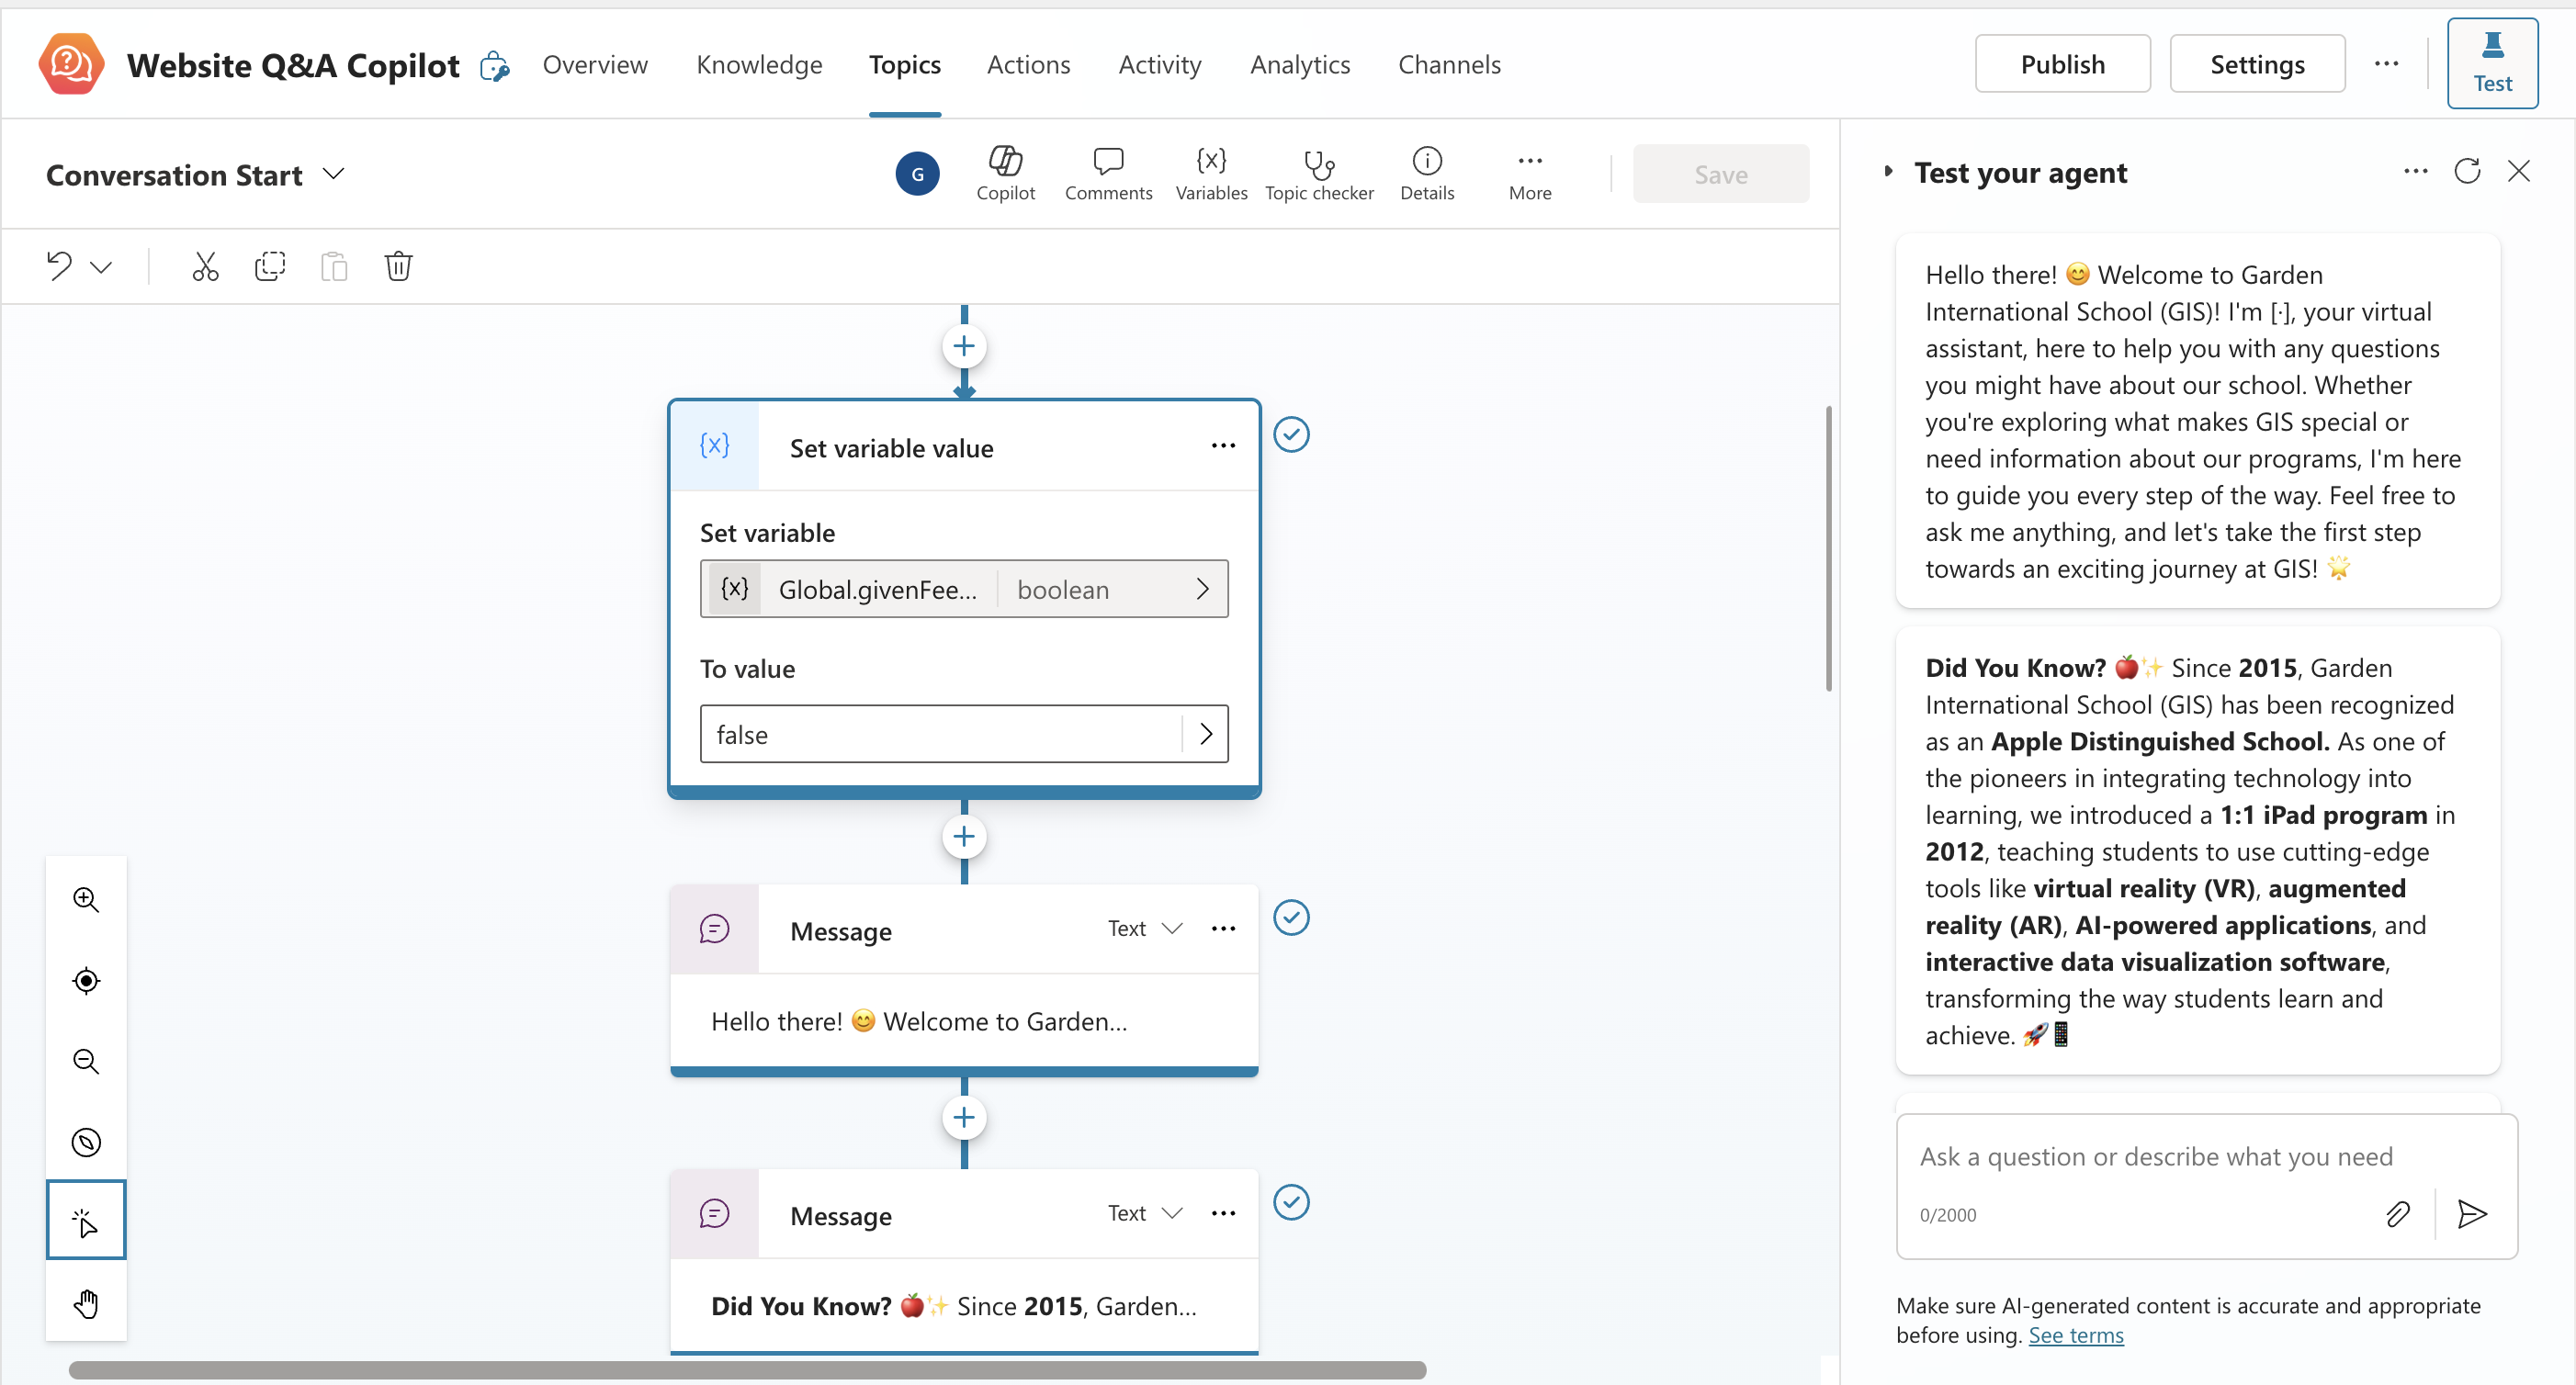 Website Q&A Copilot
Overview
Knowledge
Topics
Actions
Activity
Analytics
Channels
Publish
Settings
Test
Conversation Start
G
Copilot
Comments
Variables
Topic checker
Details
More
Save
Set variable value
Set variable
{x}
Global.givenFee...
boolean
To value
false
Message
Text
Hello there! 😊 Welcome to Garden...
Message
Text
Did You Know? 🍎✨ Since 2015, Garden...
Test your agent
Hello there! 😊 Welcome to Garden
International School (GIS)! I'm [·], your virtual
assistant, here to help you with any questions
you might have about our school. Whether
you're exploring what makes GIS special or
need information about our programs, I'm here
to guide you every step of the way. Feel free to
ask me anything, and let's take the first step
towards an exciting journey at GIS! 🌟
Did You Know? 🍎✨ Since 2015, Garden
International School (GIS) has been recognized
as an Apple Distinguished School. As one of
the pioneers in integrating technology into
learning, we introduced a 1:1 iPad program in
2012, teaching students to use cutting-edge
tools like virtual reality (VR), augmented
reality (AR), AI-powered applications, and
interactive data visualization software,
transforming the way students learn and
achieve. 🚀📱
Ask a question or describe what you need
0/2000
Make sure AI-generated content is accurate and appropriate
before using. See terms